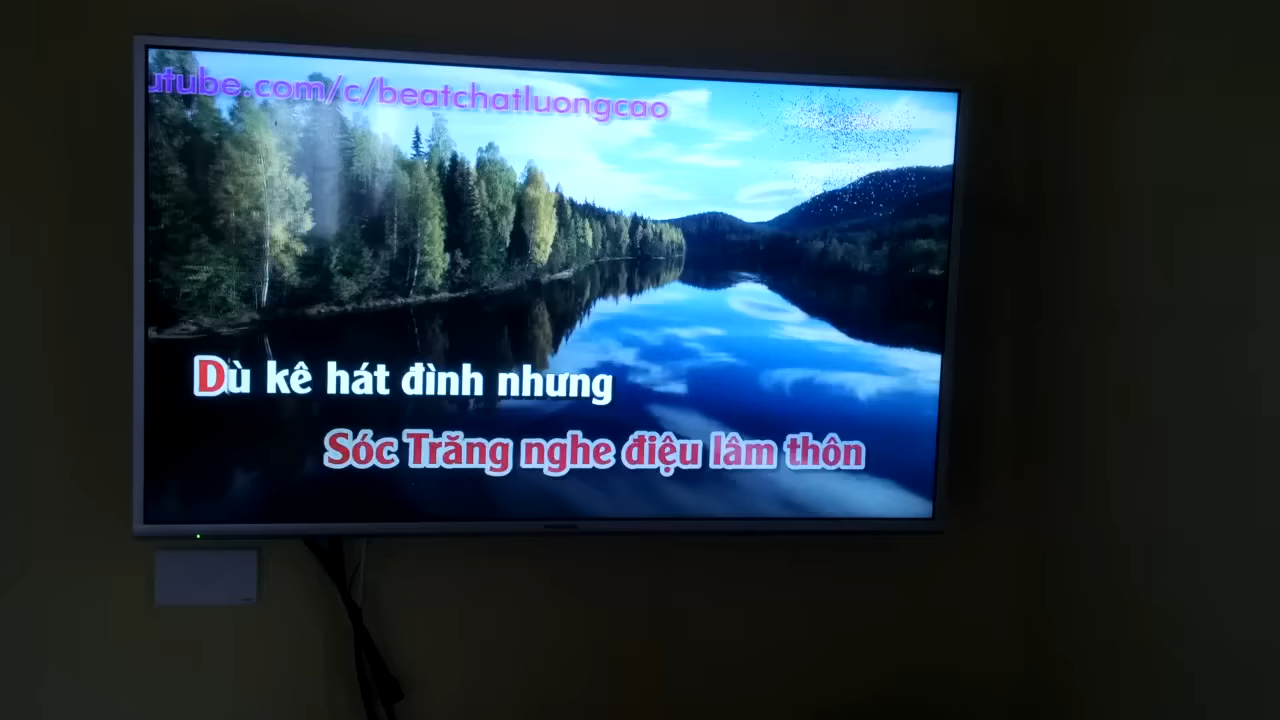 utube.com/c/beatchatluongcao
Dù kê hát đình nhưng
Sóc Trăng nghe điệu lâm thôn